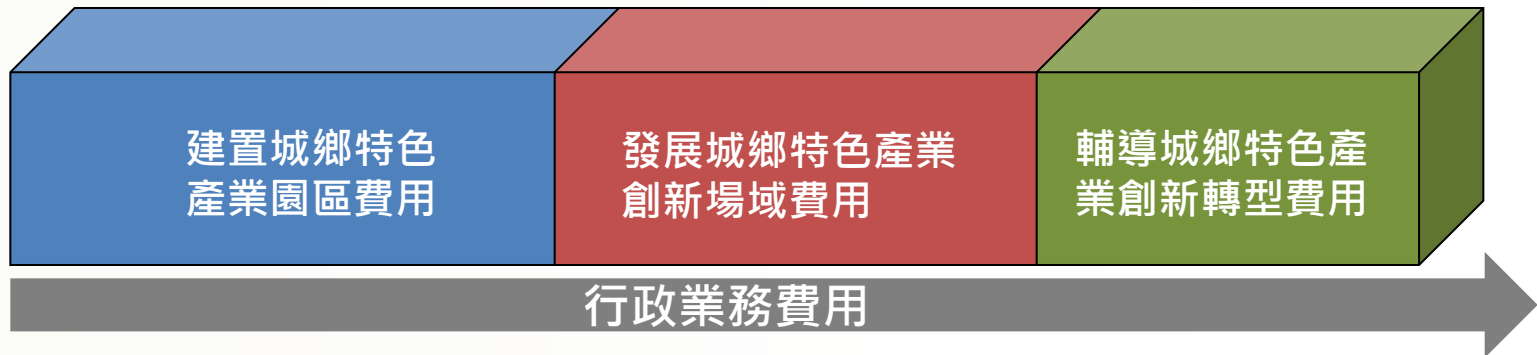 建置城鄉特色
產業園區費用
發展城鄉特色產業
創新場域費用
輔導城鄉特色產
業創新轉型費用
行政業務費用